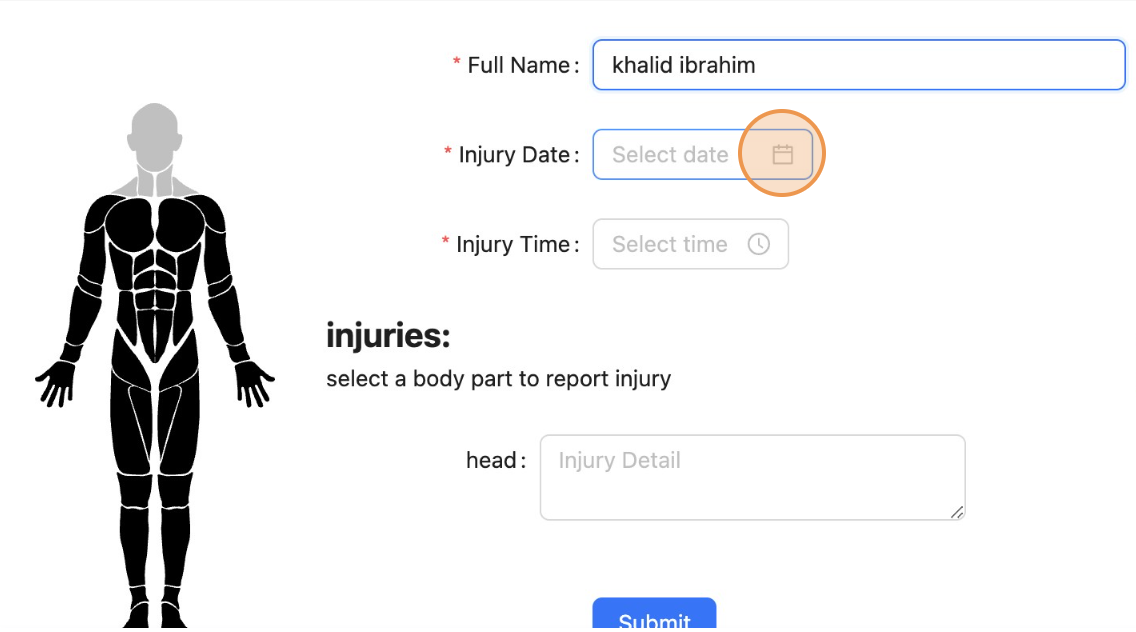 * Full Name: khalid ibrahim
* Injury Date: Select date
* Injury Time: Select time
injuries:
select a body part to report injury
head: Injury Detail
Submit